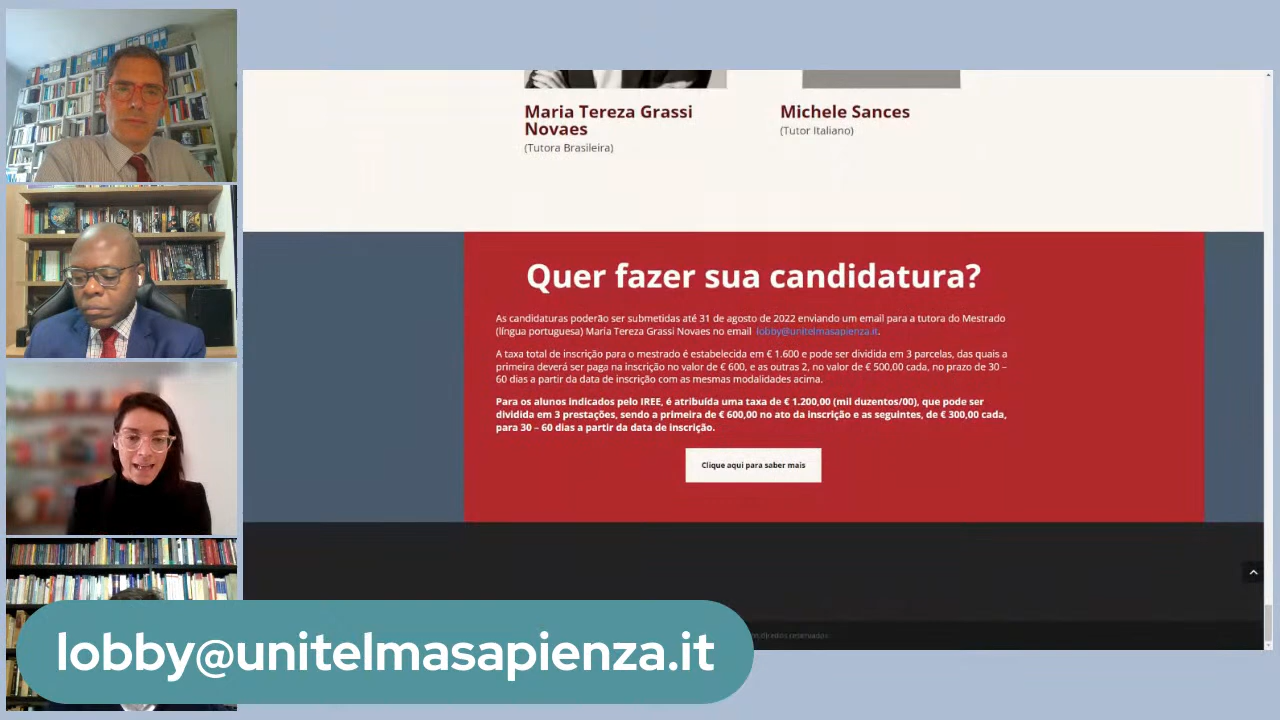 Maria Tereza Grassi
Novaes
(Tutora Brasileira)
Michele Sances
(Tutor Italiano)
Quer fazer sua candidatura?
As candidaturas poderão ser submetidas até 31 de agosto de 2022 enviando um email para a tutora do Mestrado
(língua portuguesa) Maria Tereza Grassi Novaes no email lobby@unitelmasapienza.it.
A taxa total de inscrição para o mestrado é estabelecida em € 1.600 e pode ser dividida em 3 parcelas, das quais a
primeira deverá ser paga na inscrição no valor de € 600, e as outras 2, no valor de € 500,00 cada, no prazo de 30 –
60 dias a partir da data de inscrição com as mesmas modalidades acima.
Para os alunos indicados pelo IREE, é atribuída uma taxa de € 1.200,00 (mil duzentos/00), que pode ser
dividida em 3 prestações, sendo a primeira de € 600,00 no ato da inscrição e as seguintes, de € 300,00 cada,
para 30 – 60 dias a partir da data de inscrição.
Clique aqui para saber mais
direitos reservados
lobby@unitelmasapienza.it